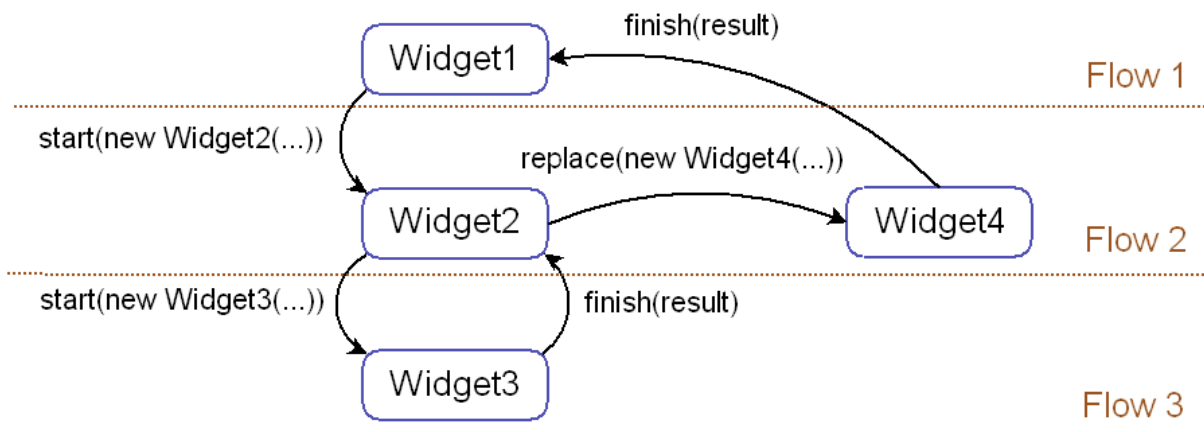 finish(result)
Widget1
Flow 1
start(new Widget2(...))
replace(new Widget4(...))
Widget2
Widget4
Flow 2
start(new Widget3(...))
finish(result)
Widget3
Flow 3